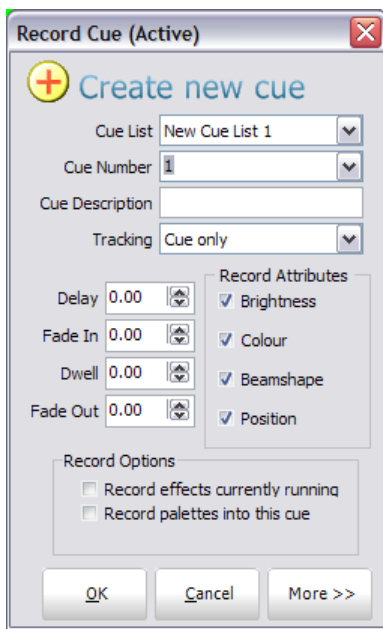 Record Cue (Active)
Create new cue
Cue List New Cue List 1
Cue Number 1
Cue Description
Tracking Cue only
Record Attributes
Delay 0.00
Brightness
Fade In 0.00
Colour
Dwell 0.00
Beamshape
Fade Out 0.00
Position
Record Options
Record effects currently running
Record palettes into this cue
OK Cancel More >>